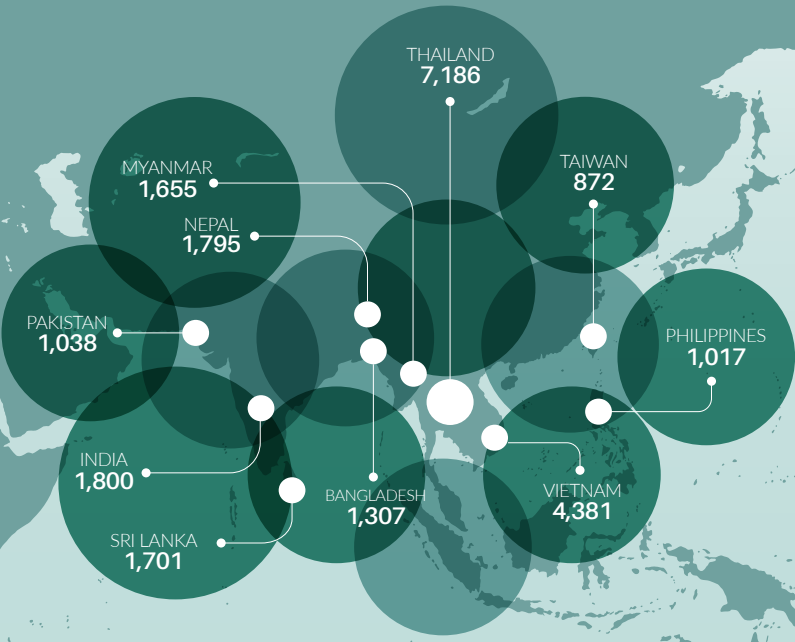 THAILAND
7,186
MYANMAR
1,655
TAIWAN
872
NEPAL
1,795
PAKISTAN
1,038
PHILIPPINES
1,017
INDIA
1,800
BANGLADESH
1,307
VIETNAM
4,381
SRI LANKA
1,701